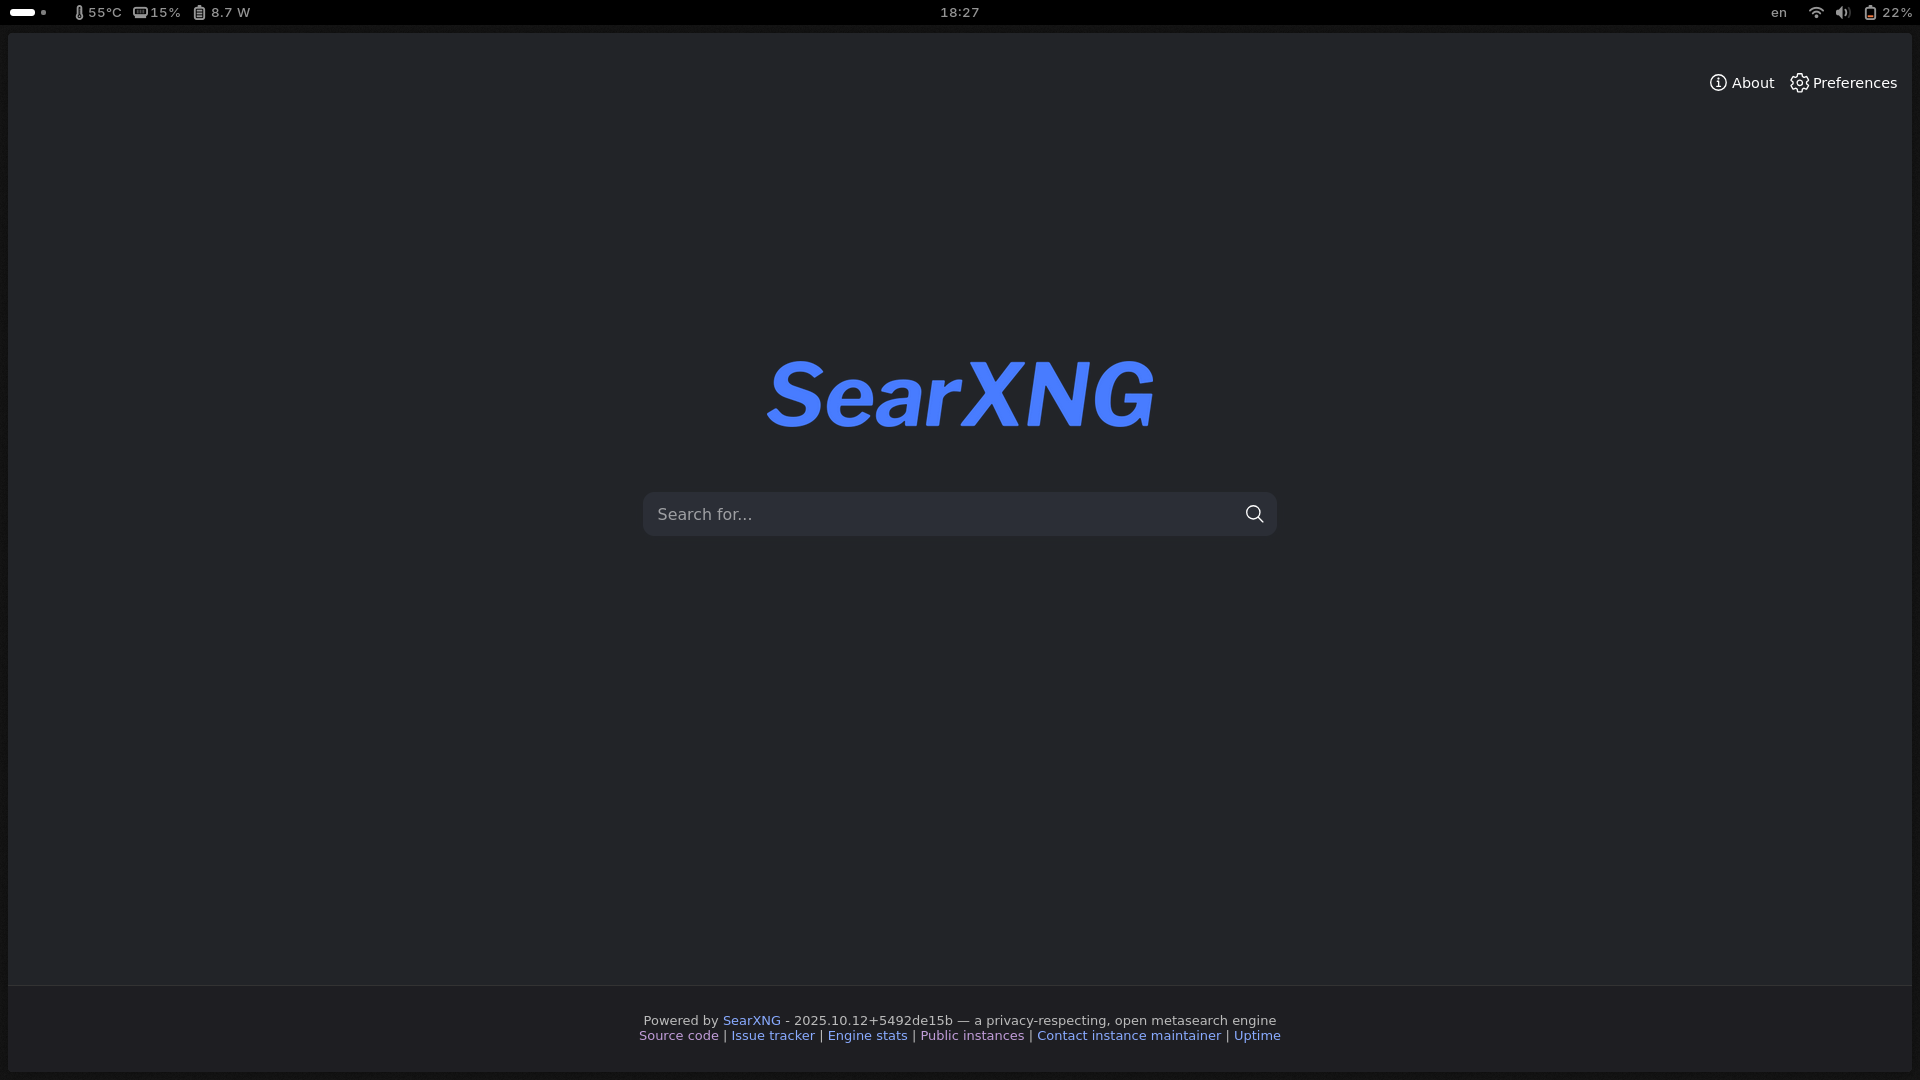 55°C 15% 8.7 W 18:27 en 22%
About Preferences
SearXNG
Search for...
Powered by SearXNG - 2025.10.12+5492de15b — a privacy-respecting, open metasearch engine
Source code | Issue tracker | Engine stats | Public instances | Contact instance maintainer | Uptime